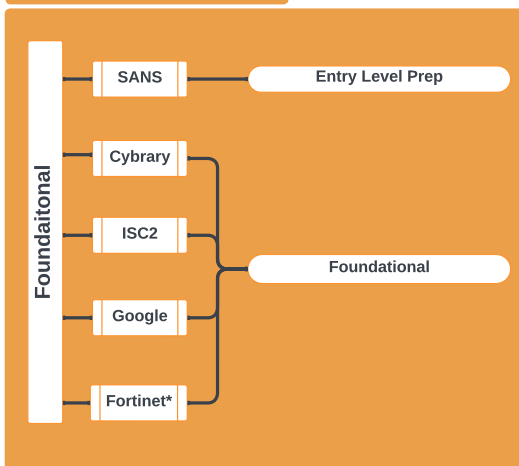 Foundaitonal
SANS
Entry Level Prep
Cybrary
ISC2
Foundational
Google
Fortinet*